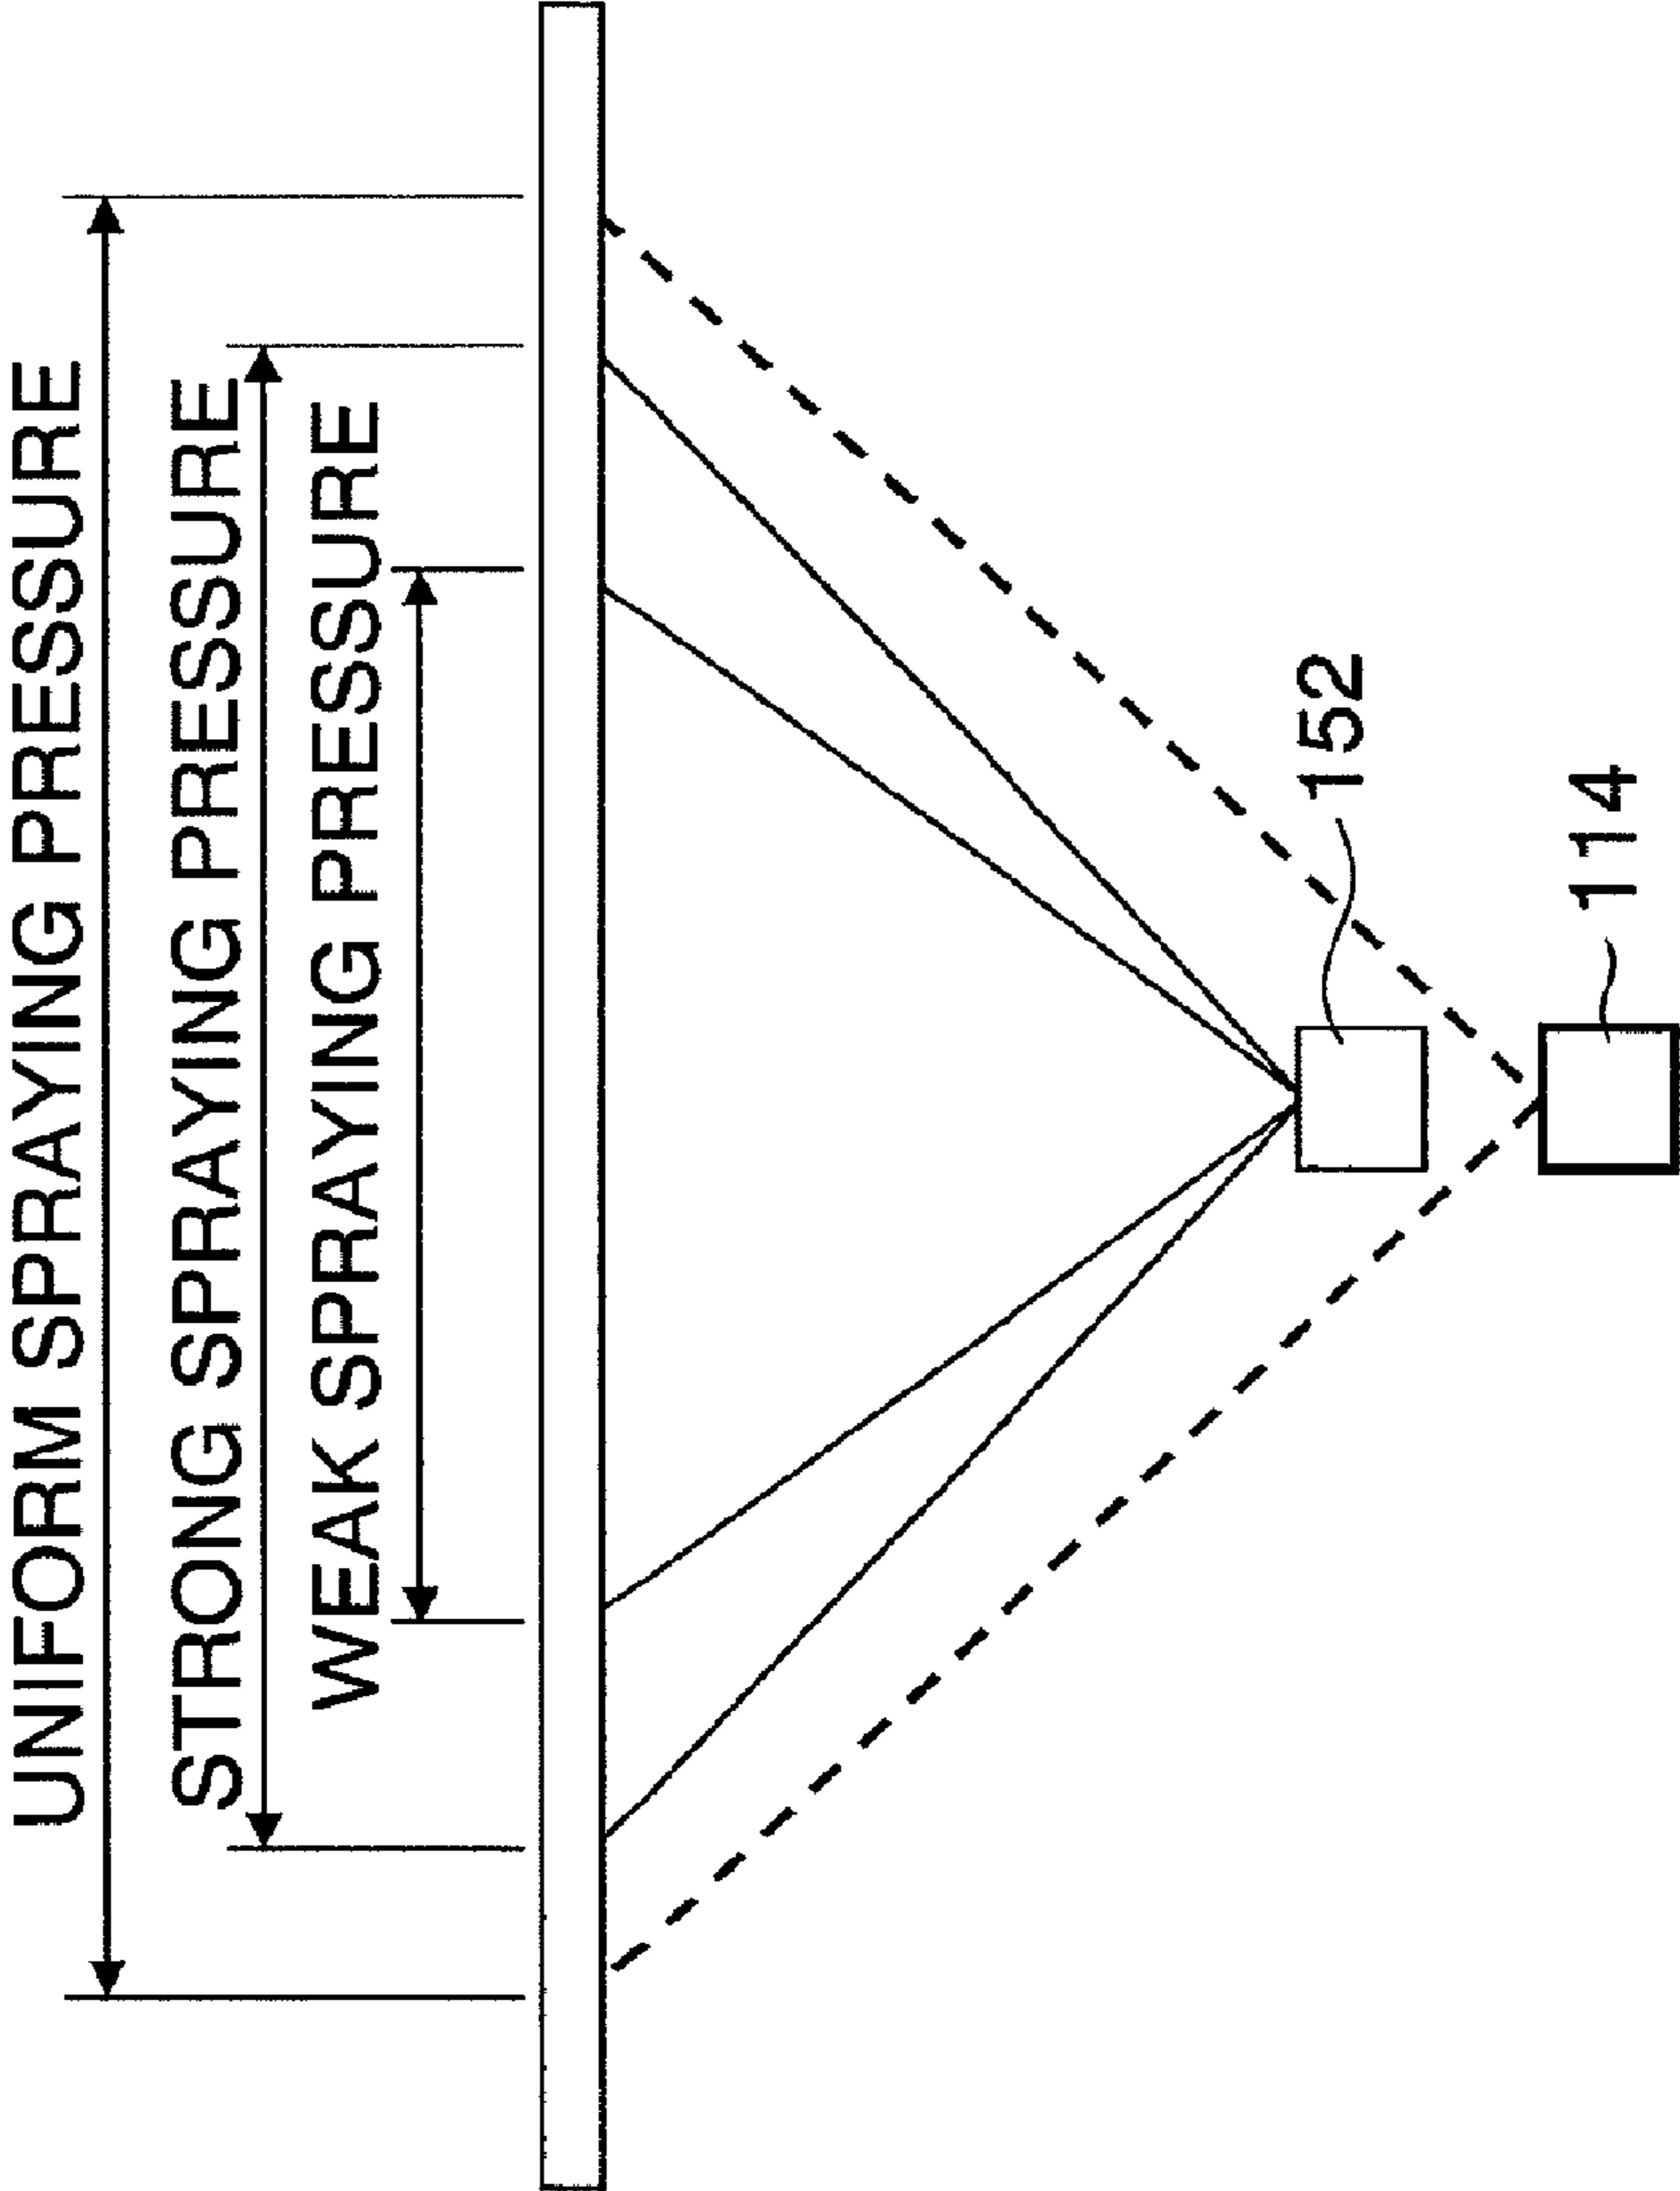 UNIFORM SPRAYING PRESSURE
STRONG SPRAYING PRESSURE
WEAK SPRAYING PRESSURE
152
114